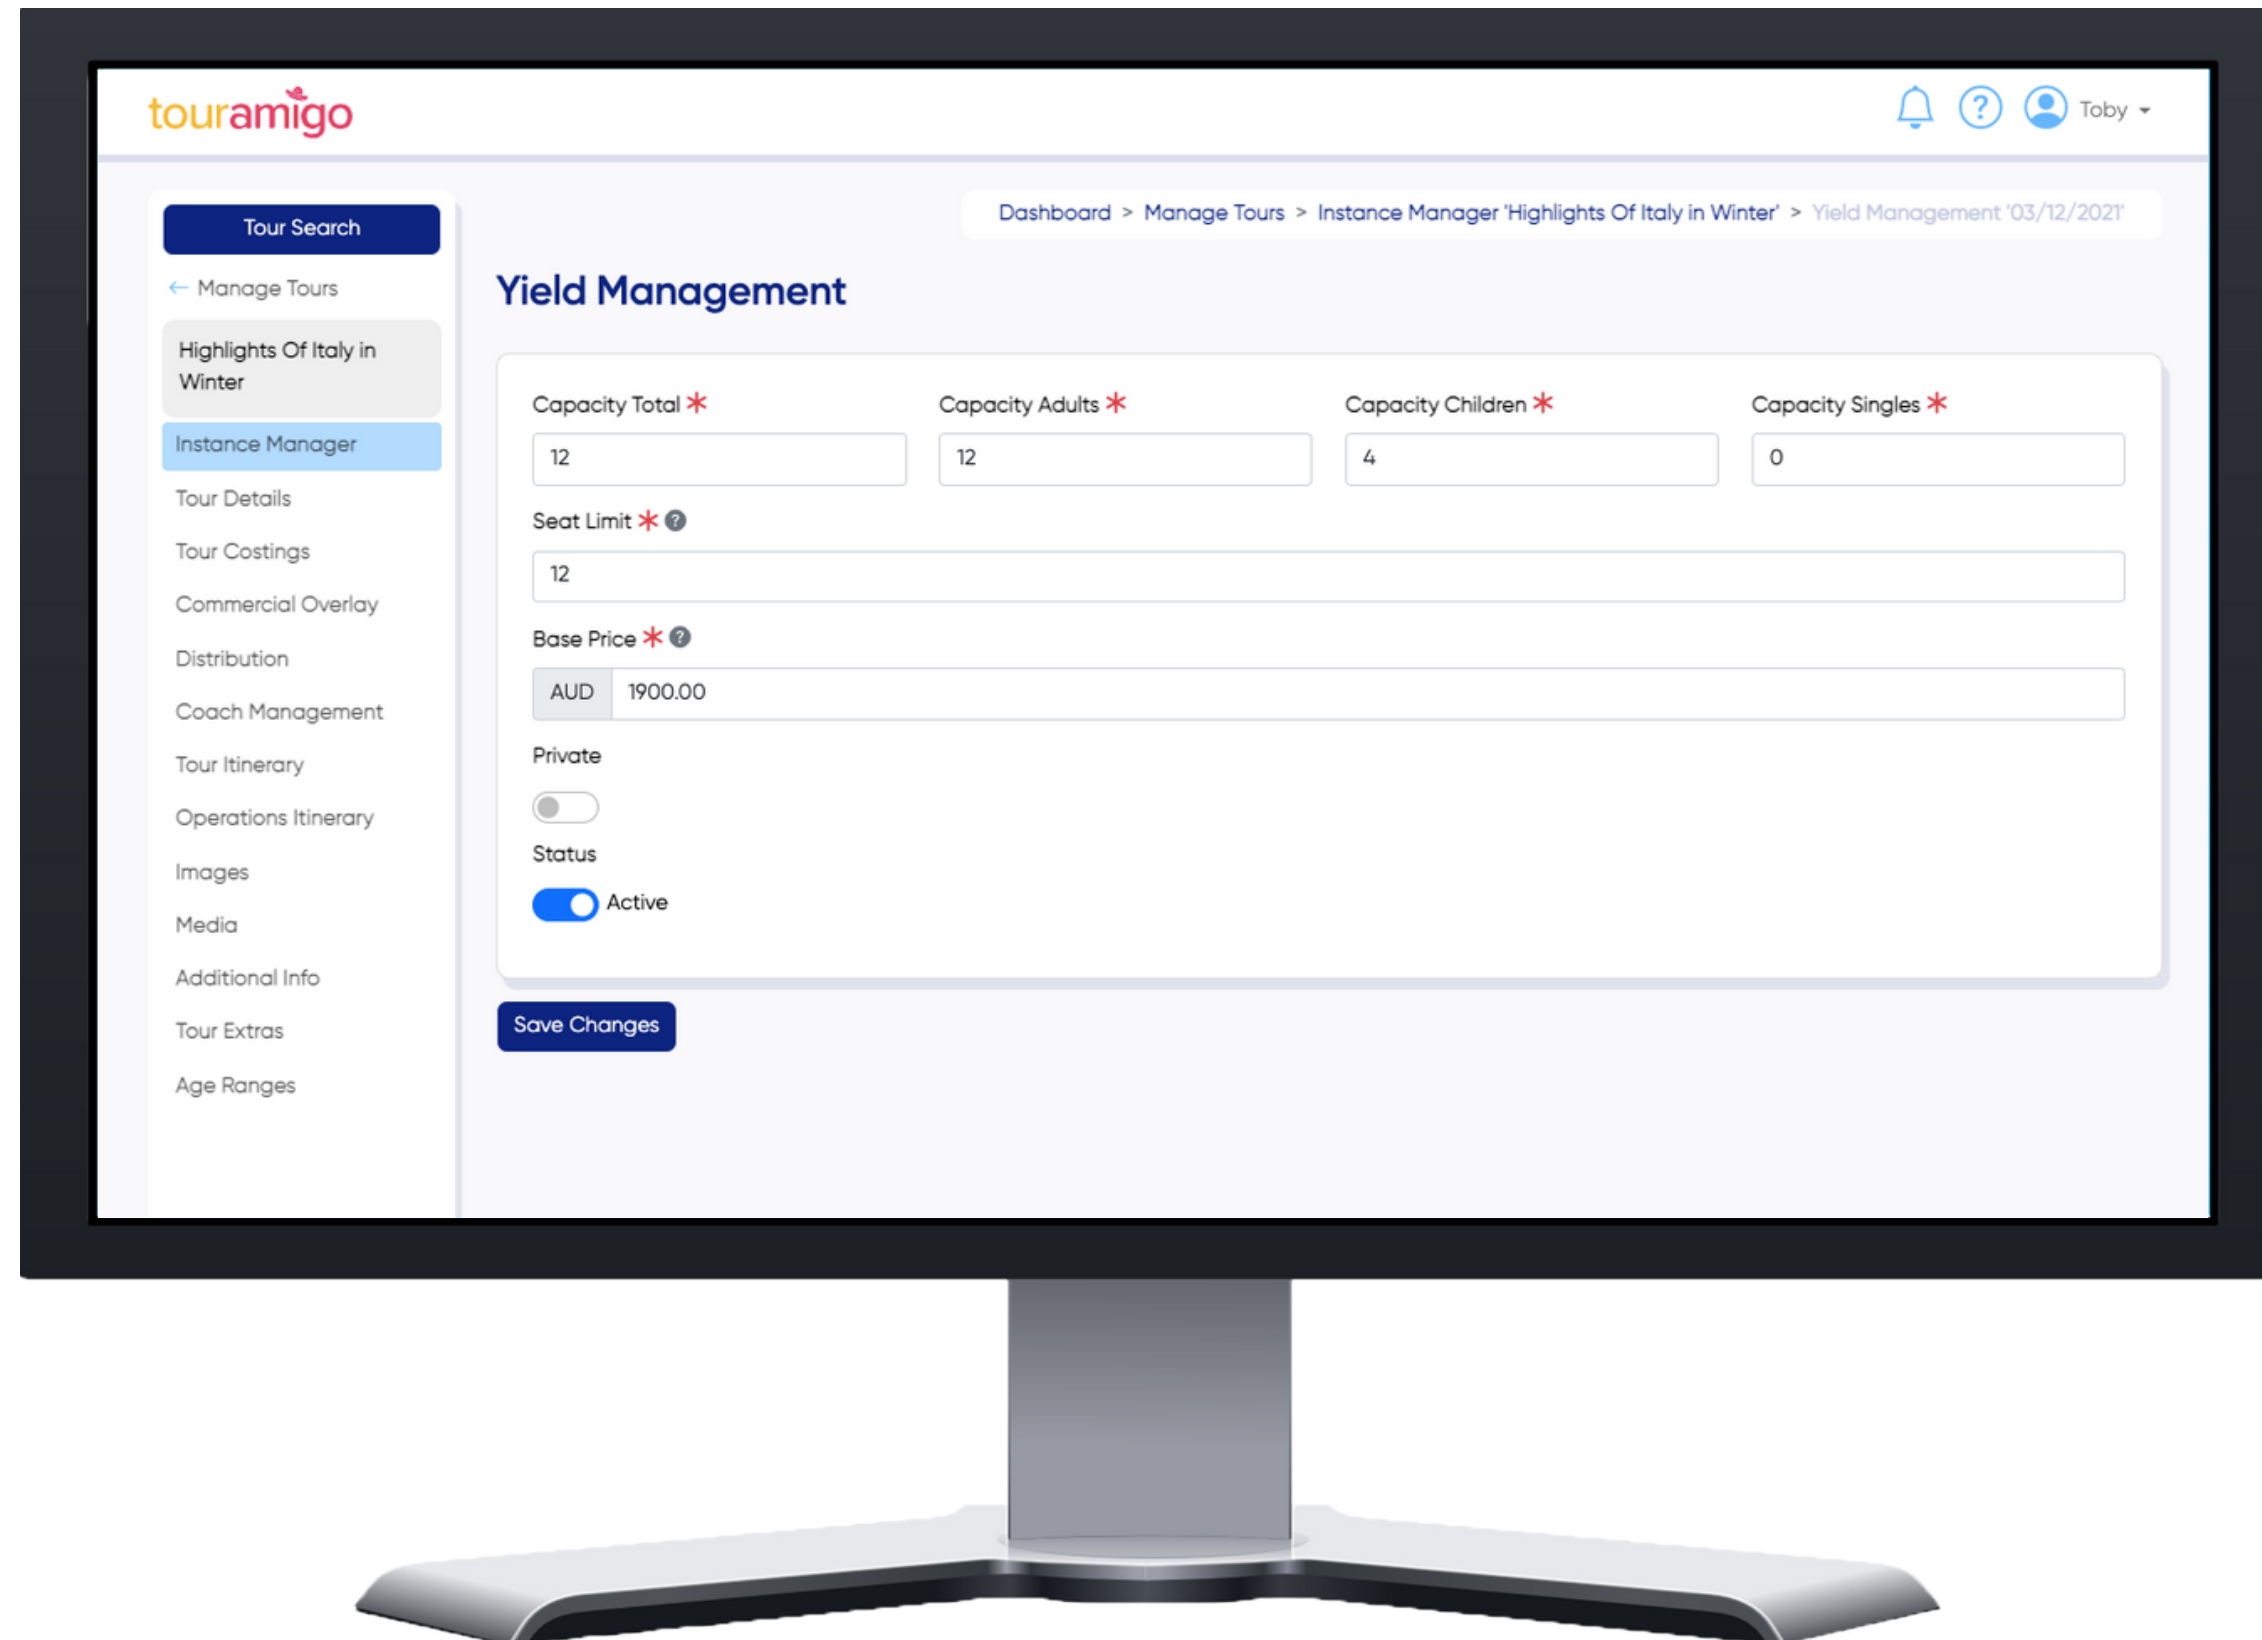 touramigo
? Toby
Tour Search
Dashboard > Manage Tours > Instance Manager 'Highlights Of Italy in Winter' > Yield Management '03/12/2021'
← Manage Tours
Yield Management
Highlights Of Italy in
Winter
Instance Manager
Tour Details
Tour Costings
Commercial Overlay
Distribution
Coach Management
Tour Itinerary
Operations Itinerary
Images
Media
Additional Info
Tour Extras
Age Ranges
Capacity Total * Capacity Adults * Capacity Children * Capacity Singles *
12 12 4 0
Seat Limit * ?
12
Base Price * ?
AUD 1900.00
Private
Status
Active
Save Changes